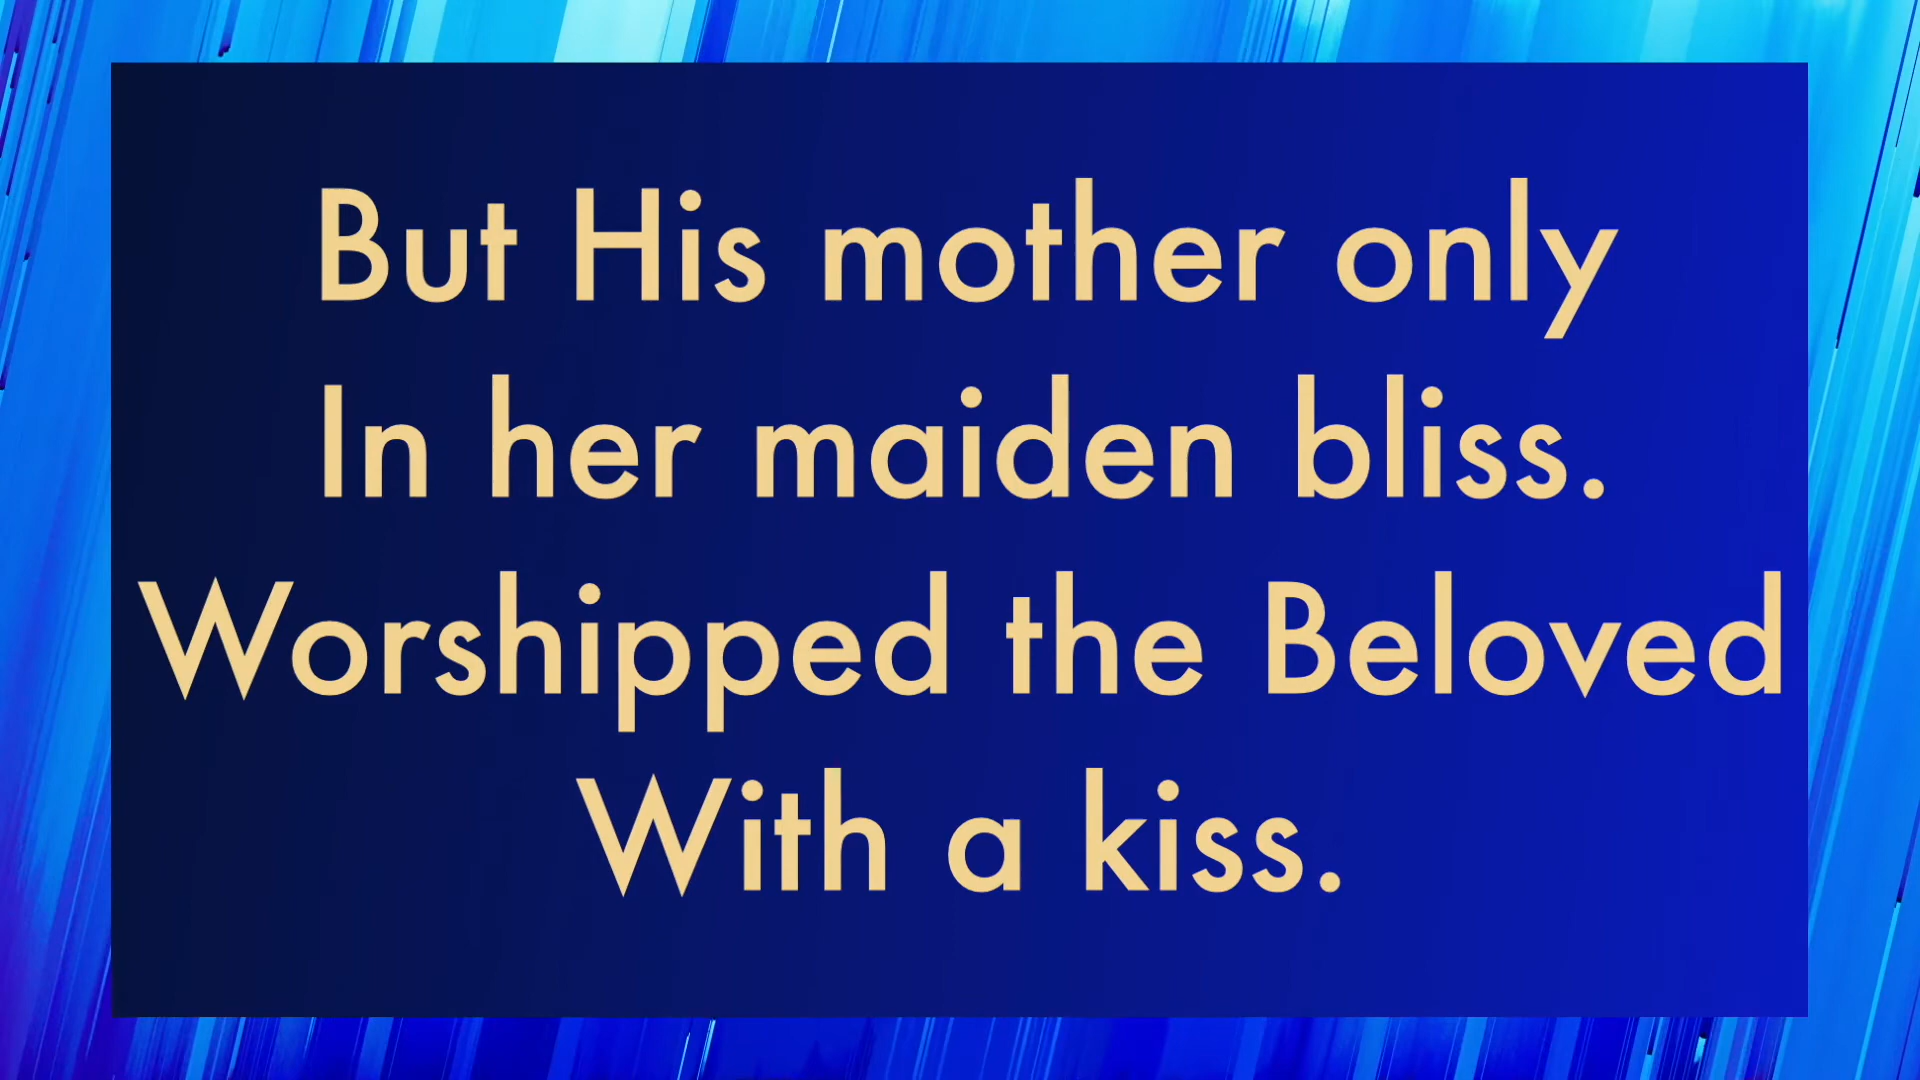 But His mother only
In her maiden bliss.
Worshipped the Beloved
With a kiss.